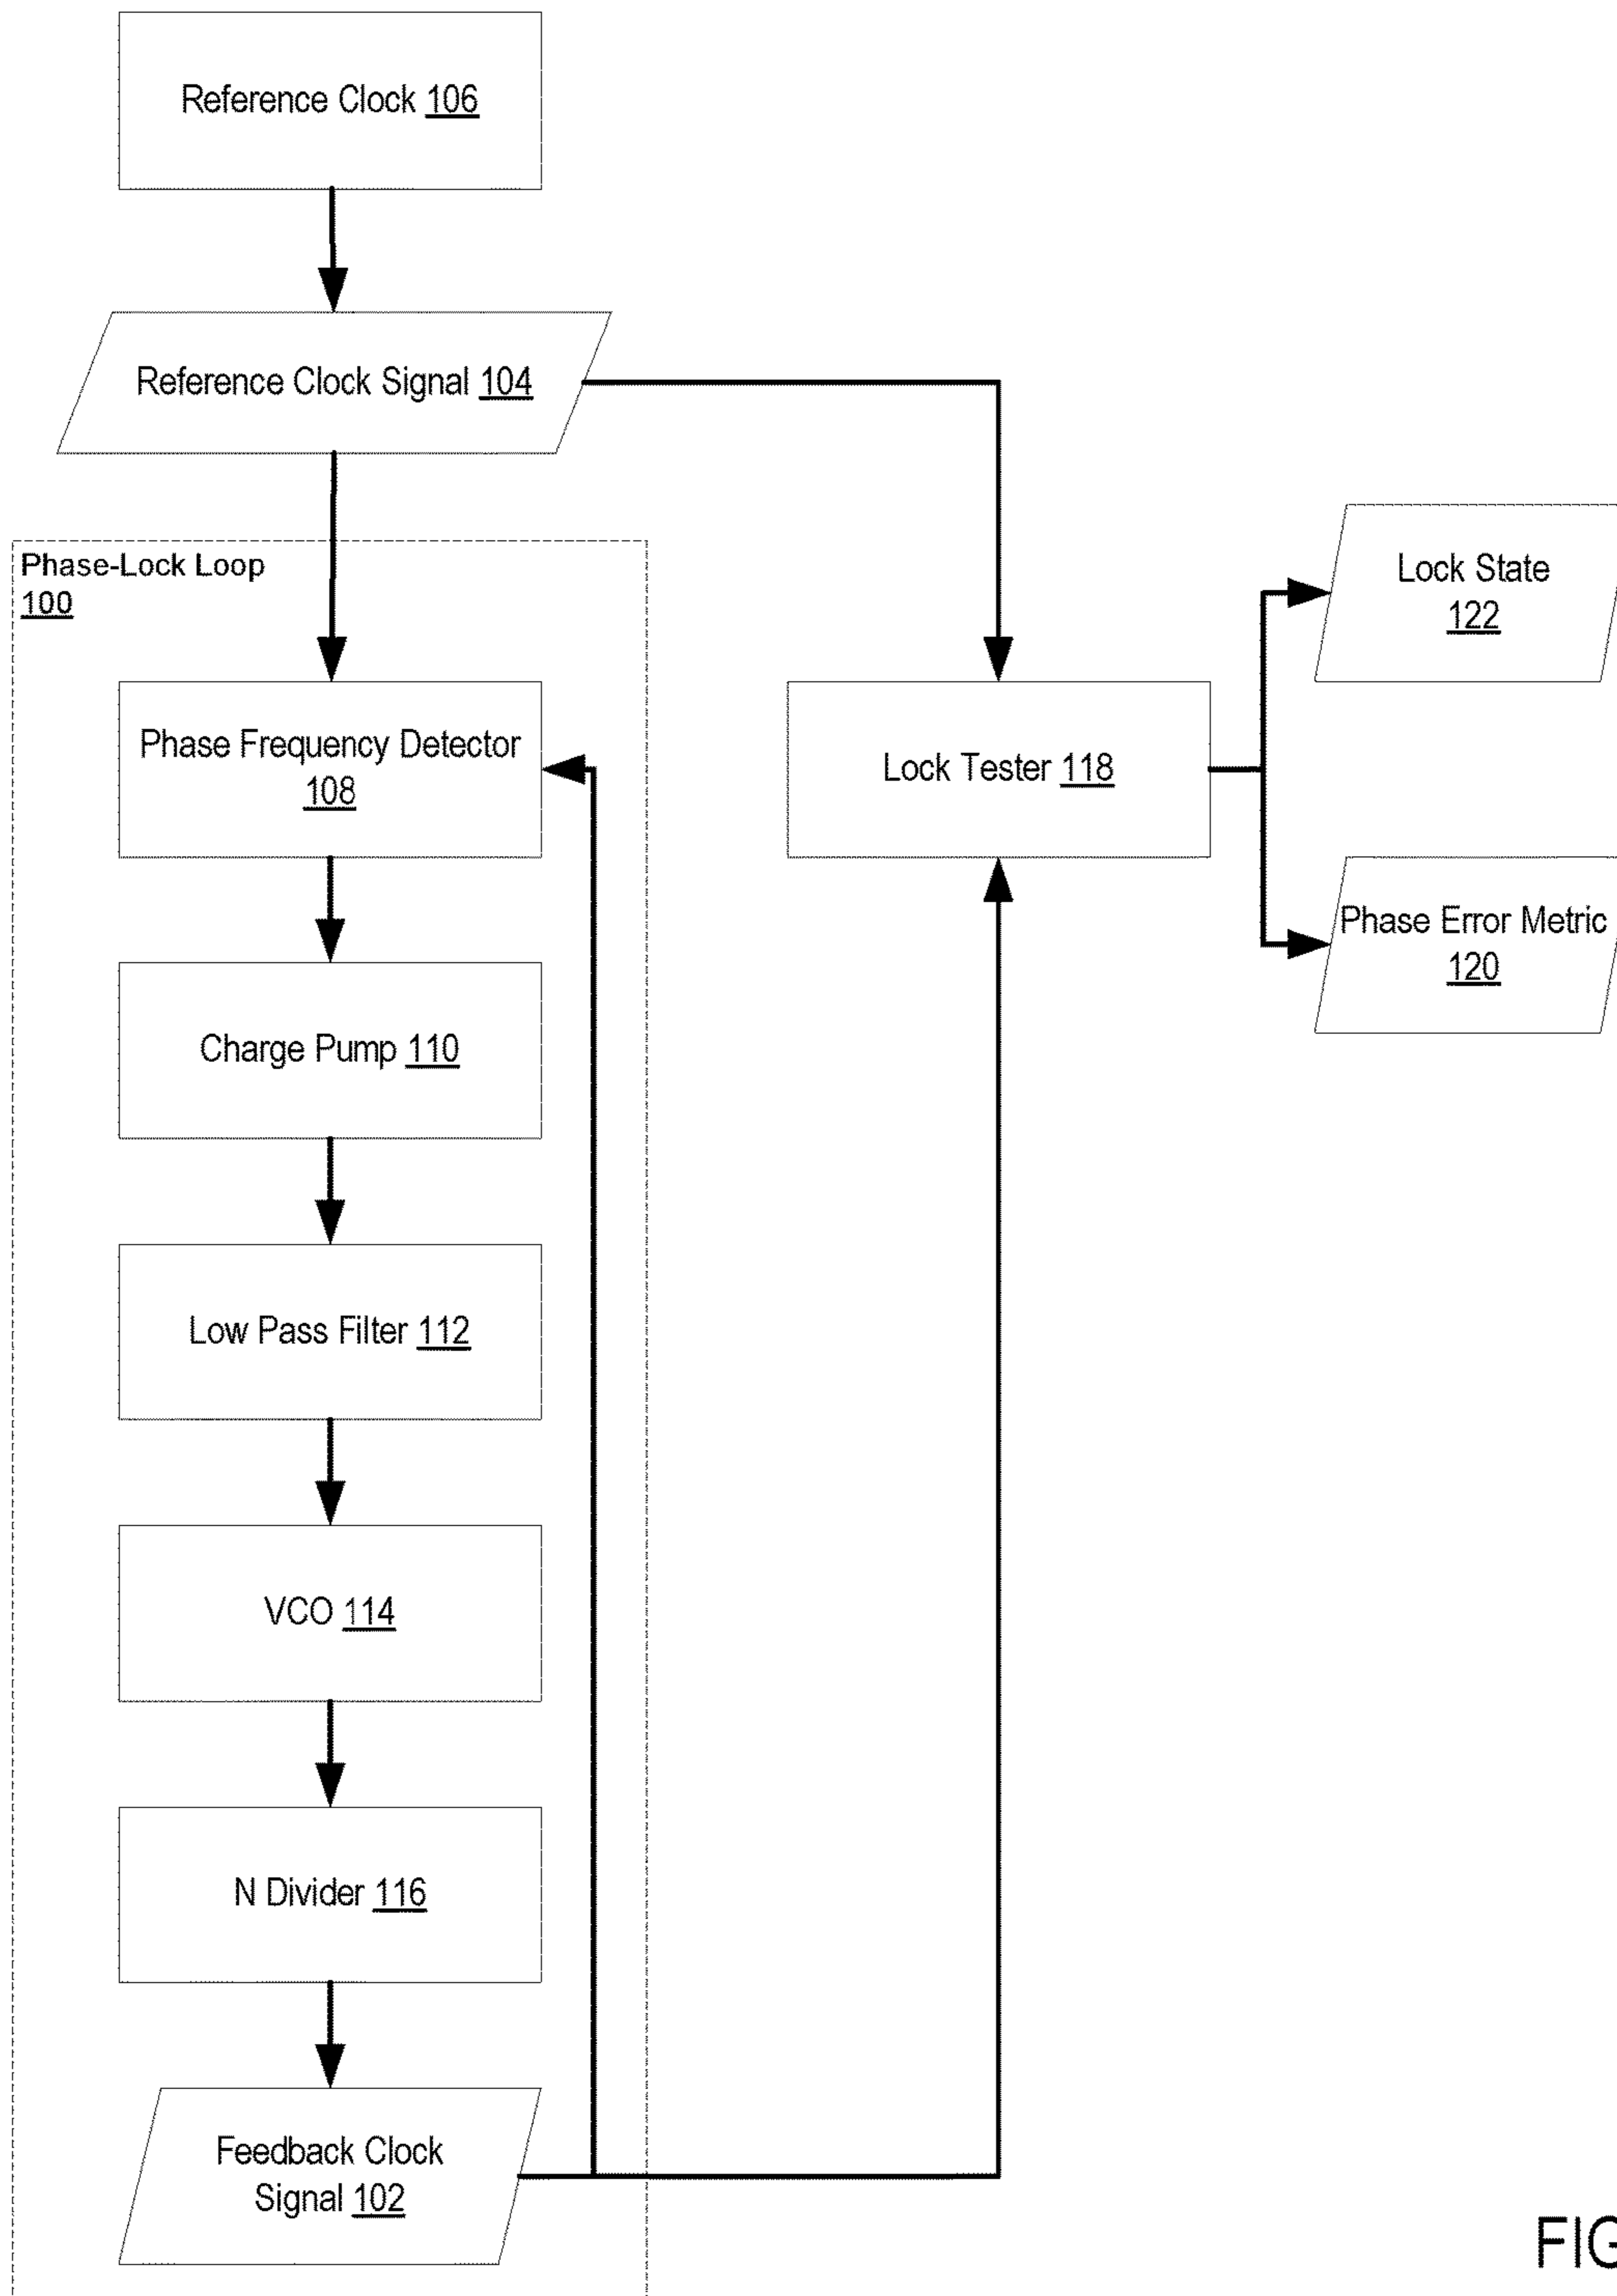 Reference Clock 106
Reference Clock Signal 104
Phase-Lock Loop
100
Lock State
122
Phase Frequency Detector
108
Lock Tester 118
Phase Error Metric
120
Charge Pump 110
Low Pass Filter 112
VCO 114
N Divider 116
Feedback Clock
Signal 102
FIG